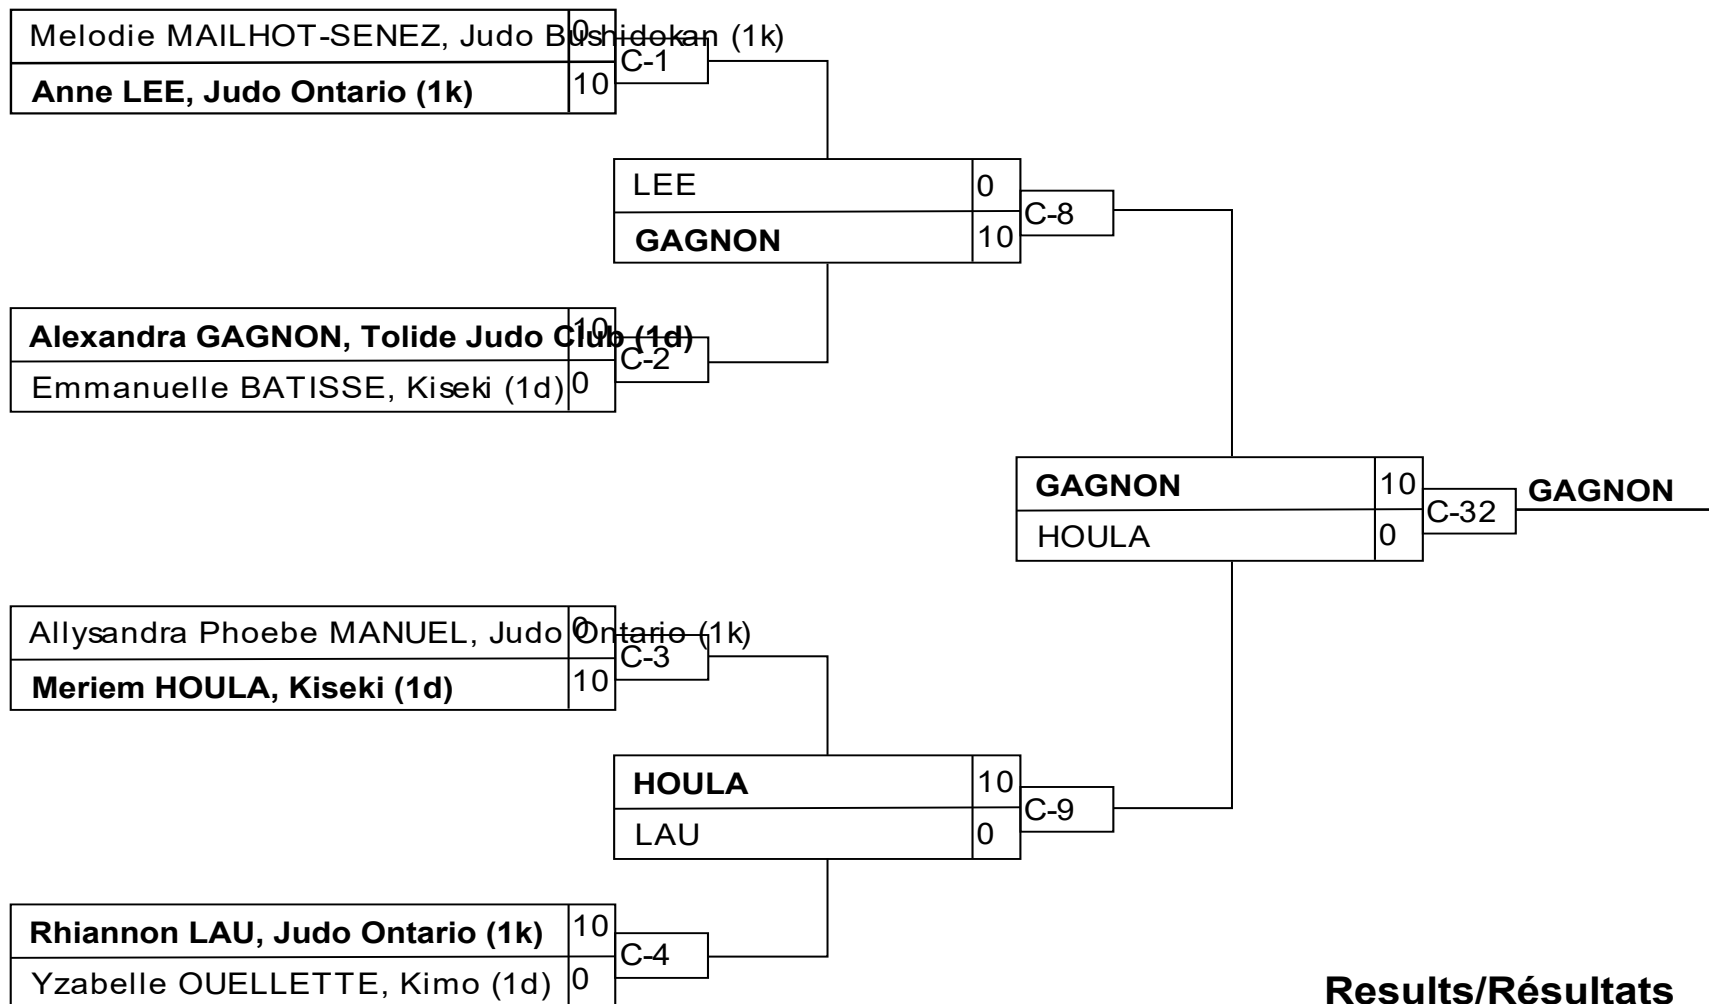 Melodie MAILHOT-SENEZ, Judo Bushidokan (1k) 0
C-1
Anne LEE, Judo Ontario (1k) 10
LEE 0
C-8
GAGNON 10
Alexandra GAGNON, Tolide Judo Club (1d) 10
C-2
Emmanuelle BATISSE, Kiseki (1d) 0
GAGNON 10
C-32 GAGNON
HOULA 0
Allysandra Phoebe MANUEL, Judo Ontario (1k) 0
C-3
Meriem HOULA, Kiseki (1d) 10
HOULA 10
C-9
LAU 0
Rhiannon LAU, Judo Ontario (1k) 10
C-4
Yzabelle OUELLETTE, Kimo (1d) 0
Results/Résultats